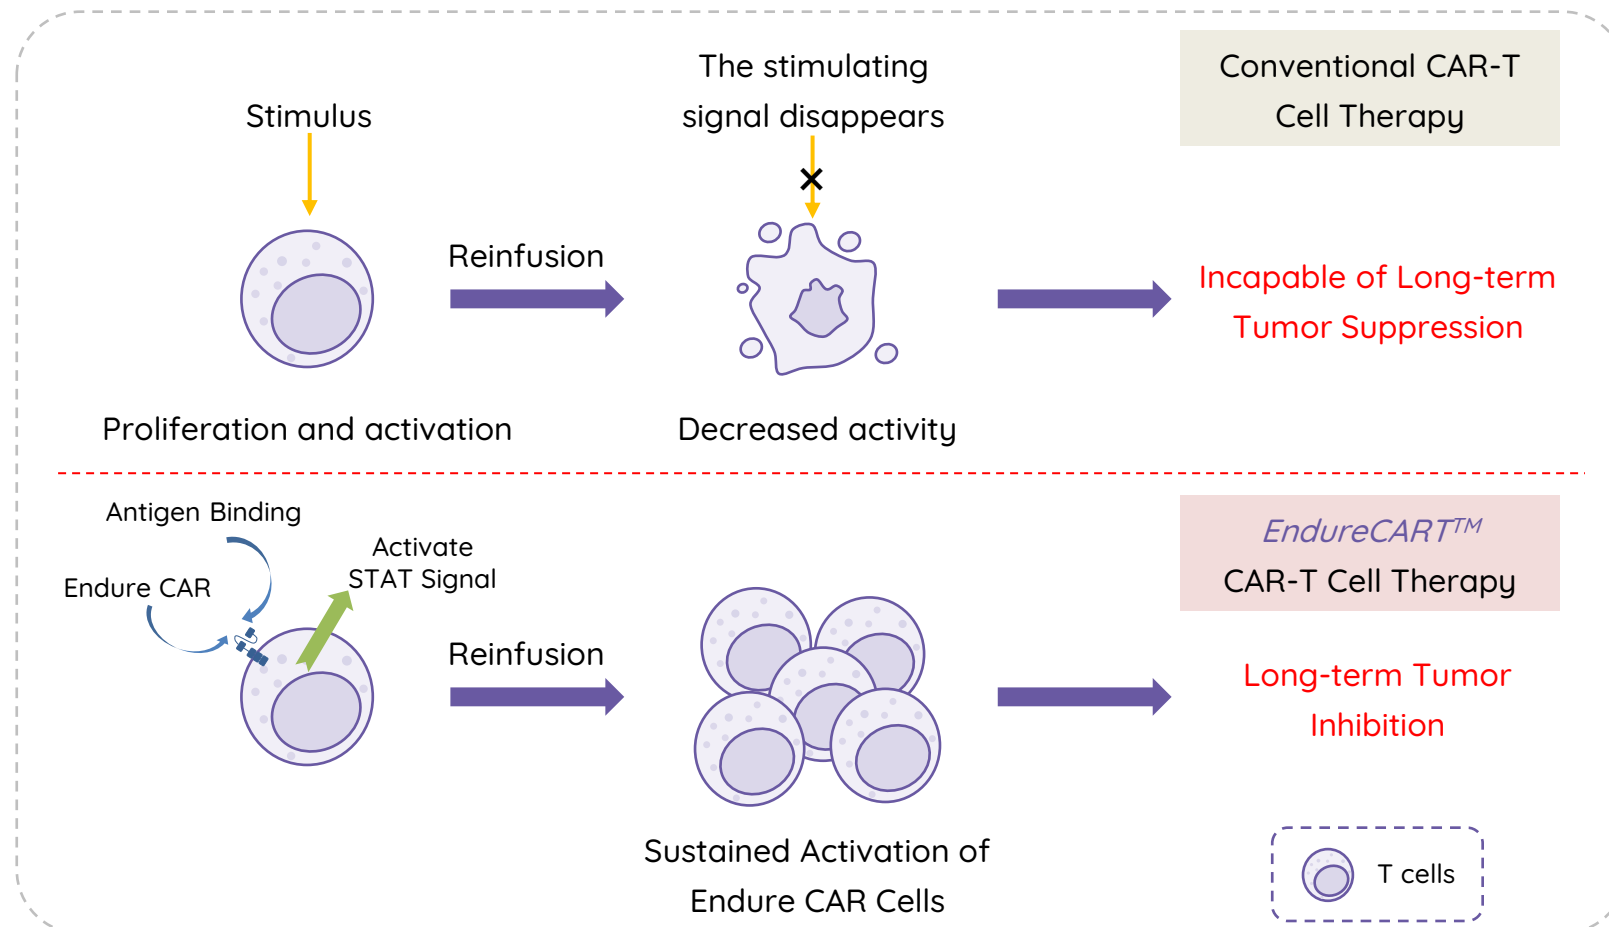 Stimulus
The stimulating
signal disappears
Conventional CAR-T
Cell Therapy
Reinfusion
Incapable of Long-term
Tumor Suppression
Proliferation and activation
Decreased activity
Antigen Binding
Endure CAR
Activate
STAT Signal
Reinfusion
EndureCART™
CAR-T Cell Therapy
Long-term Tumor
Inhibition
Sustained Activation of
Endure CAR Cells
T cells